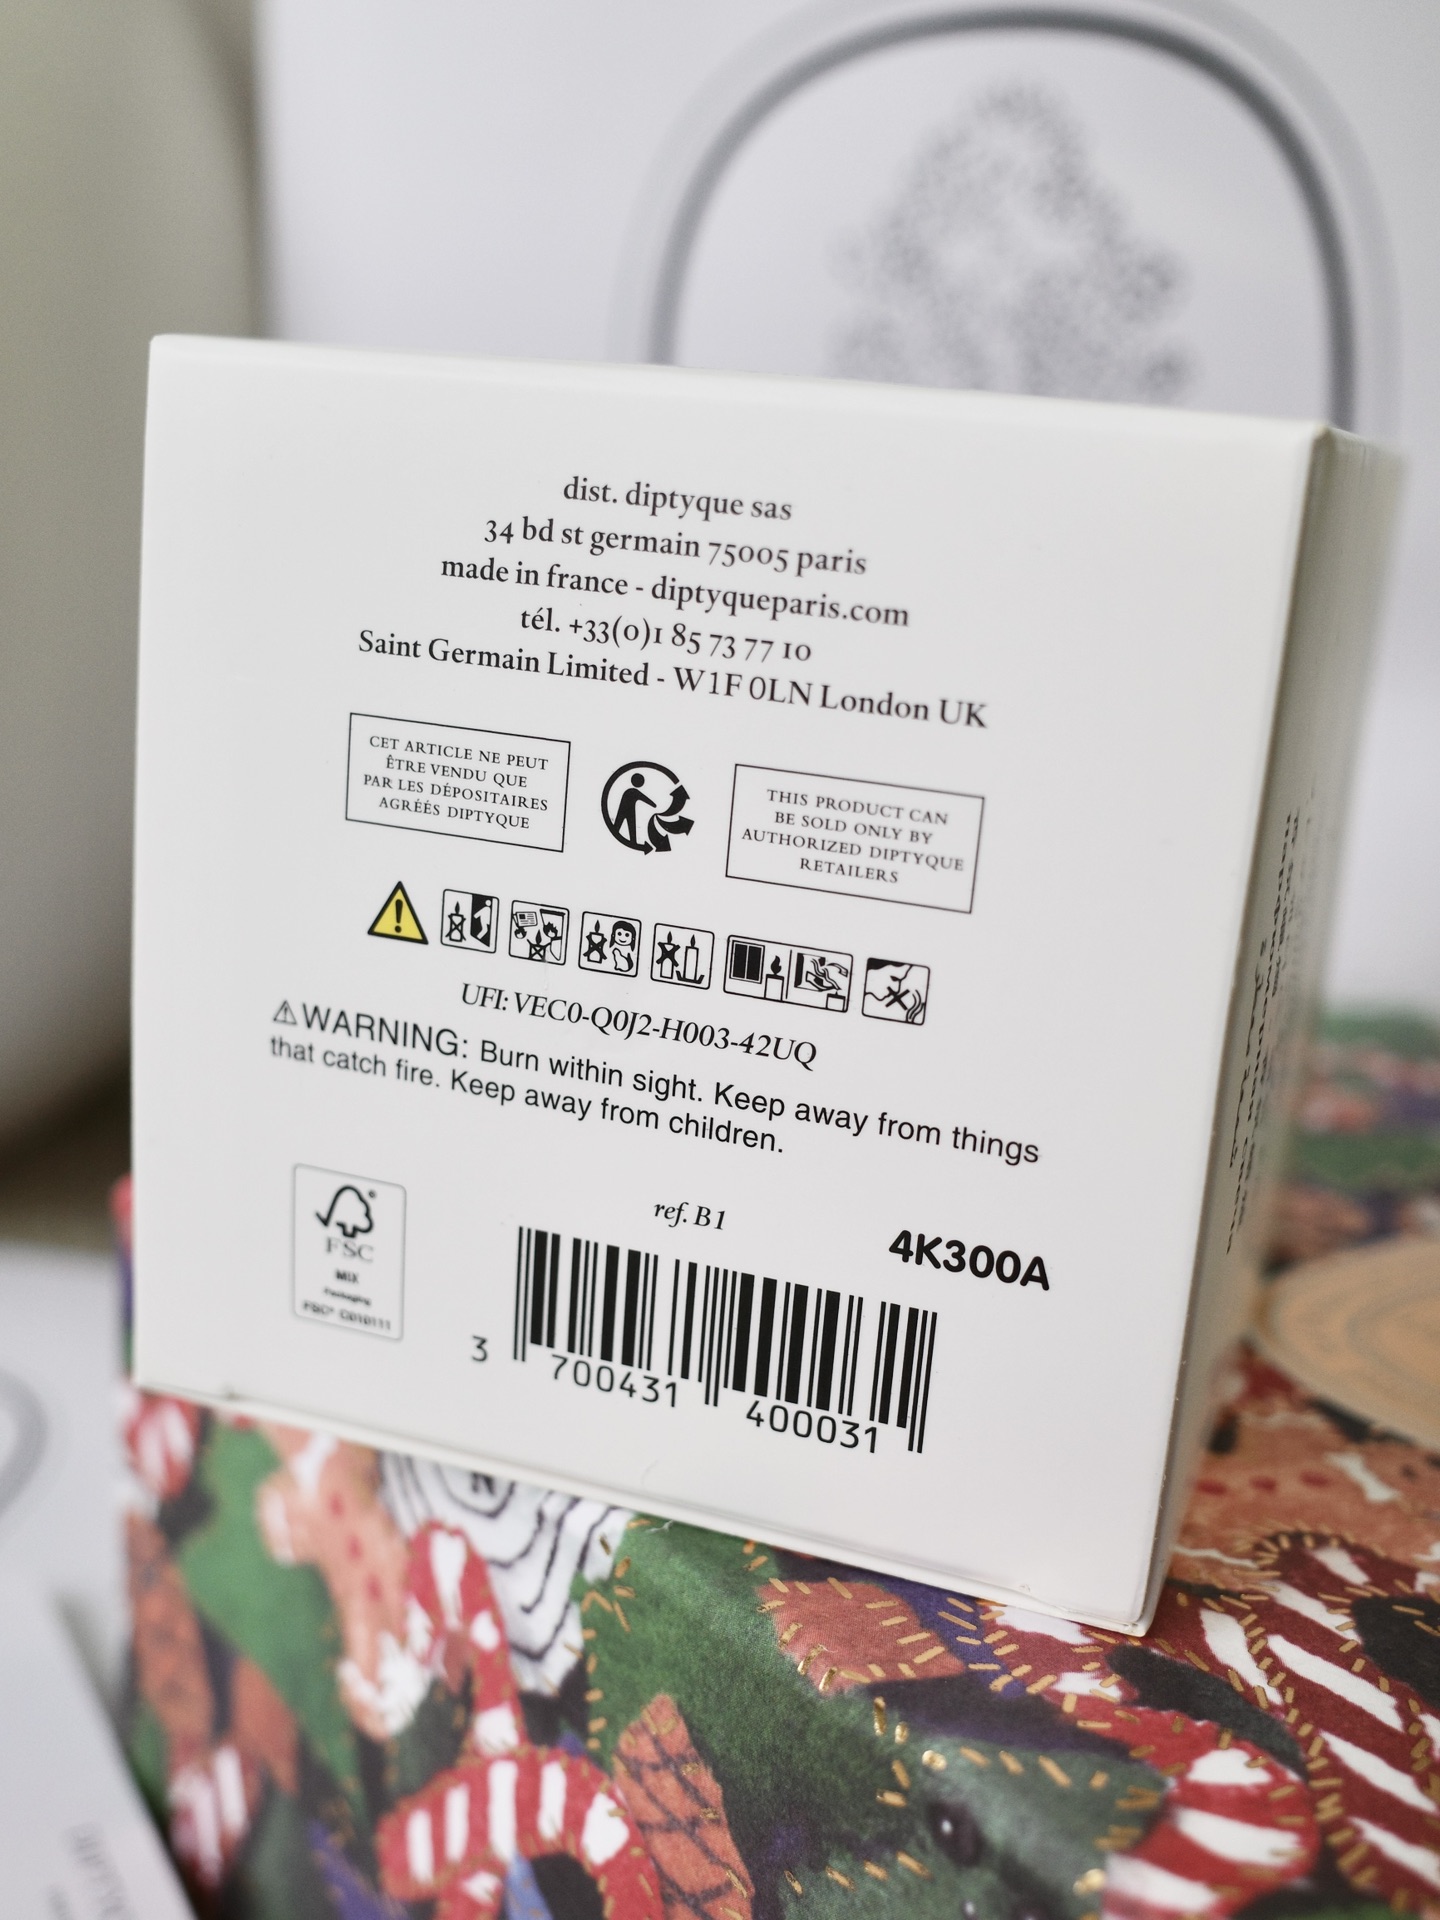 dist. diptyque sas
34 bd st germain 75005 paris
made in france - diptyqueparis.com
tél. +33(0)1 85 73 77 10
Saint Germain Limited - W1F 0LN London UK
CET ARTICLE NE PEUT
ÊTRE VENDU QUE
PAR LES DÉPOSITAIRES
AGRÉÉS DIPTYQUE
THIS PRODUCT CAN
BE SOLD ONLY BY
AUTHORIZED DIPTYQUE
RETAILERS
UFI: VEC0-Q0J2-H003-42UQ
⚠WARNING: Burn within sight. Keep away from things
that catch fire. Keep away from children.
FSC
MIX
Packaging
FSC® C010111
ref. B1
4K300A
3 700431 400031
N